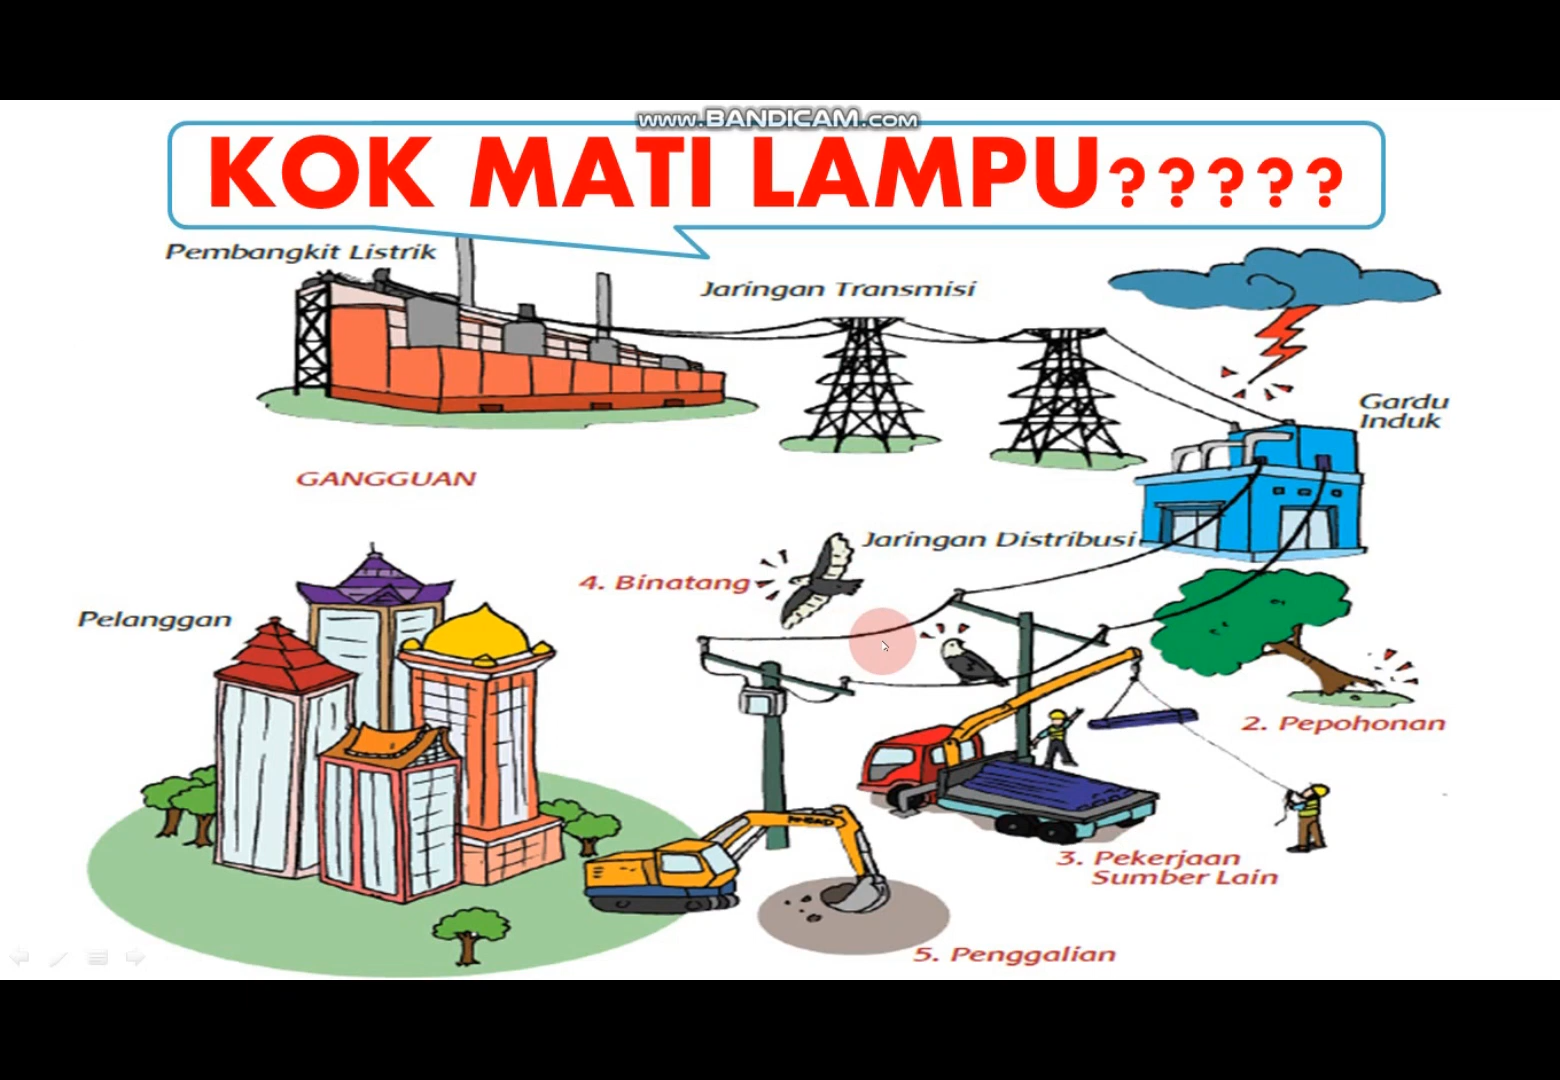 www.BANDICAM.com
KOK MATI LAMPU?????
Pembangkit Listrik
Jaringan Transmisi
Gardu
Induk
GANGGUAN
Jaringan Distribusi
4. Binatang
Pelanggan
2. Pepohonan
3. Pekerjaan
Sumber Lain
5. Penggalian